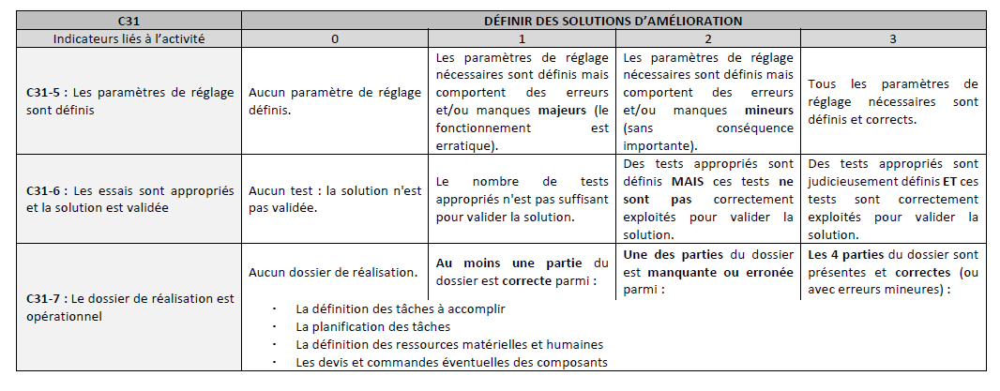 C31
DÉFINIR DES SOLUTIONS D’AMÉLIORATION
Indicateurs liés à l’activité
0
1
2
3
C31-5 : Les paramètres de réglage
sont définis
Aucun paramètre de réglage
définis.
Les paramètres de réglage
nécessaires sont définis mais
comportent des erreurs
et/ou manques majeurs (le
fonctionnement est
erratique).
Les paramètres de réglage
nécessaires sont définis mais
comportent des erreurs
et/ou manques mineurs
(sans conséquence
importante).
Tous les paramètres de
réglage nécessaires sont
définis et corrects.
C31-6 : Les essais sont appropriés
et la solution est validée
Aucun test : la solution n'est
pas validée.
Le nombre de tests
appropriés n'est pas suffisant
pour valider la solution.
Des tests appropriés sont
définis MAIS ces tests ne
sont pas correctement
exploités pour valider la
solution.
Des tests appropriés sont
judicieusement définis ET ces
tests sont correctement
exploités pour valider la
solution.
C31-7 : Le dossier de réalisation est
opérationnel
Aucun dossier de réalisation.
Au moins une partie du
dossier est correcte parmi :
Une des parties du dossier
est manquante ou erronée
parmi :
Les 4 parties du dossier sont
présentes et correctes (ou
avec erreurs mineures) :
· La définition des tâches à accomplir
· La planification des tâches
· La définition des ressources matérielles et humaines
· Les devis et commandes éventuelles des composants